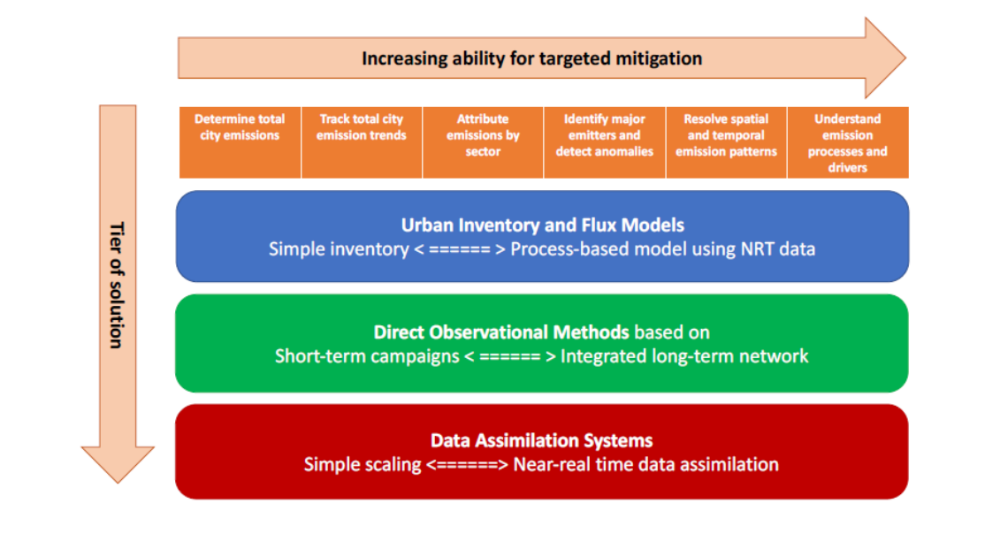 Increasing ability for targeted mitigation
Determine total
city emissions
Track total city
emission trends
Attribute
emissions by
sector
Identify major
emitters and
detect anomalies
Resolve spatial
and temporal
emission patterns
Understand
emission
processes and
drivers
Tier of solution
Urban Inventory and Flux Models
Simple inventory < ====== > Process-based model using NRT data
Direct Observational Methods based on
Short-term campaigns < ====== > Integrated long-term network
Data Assimilation Systems
Simple scaling <======> Near-real time data assimilation